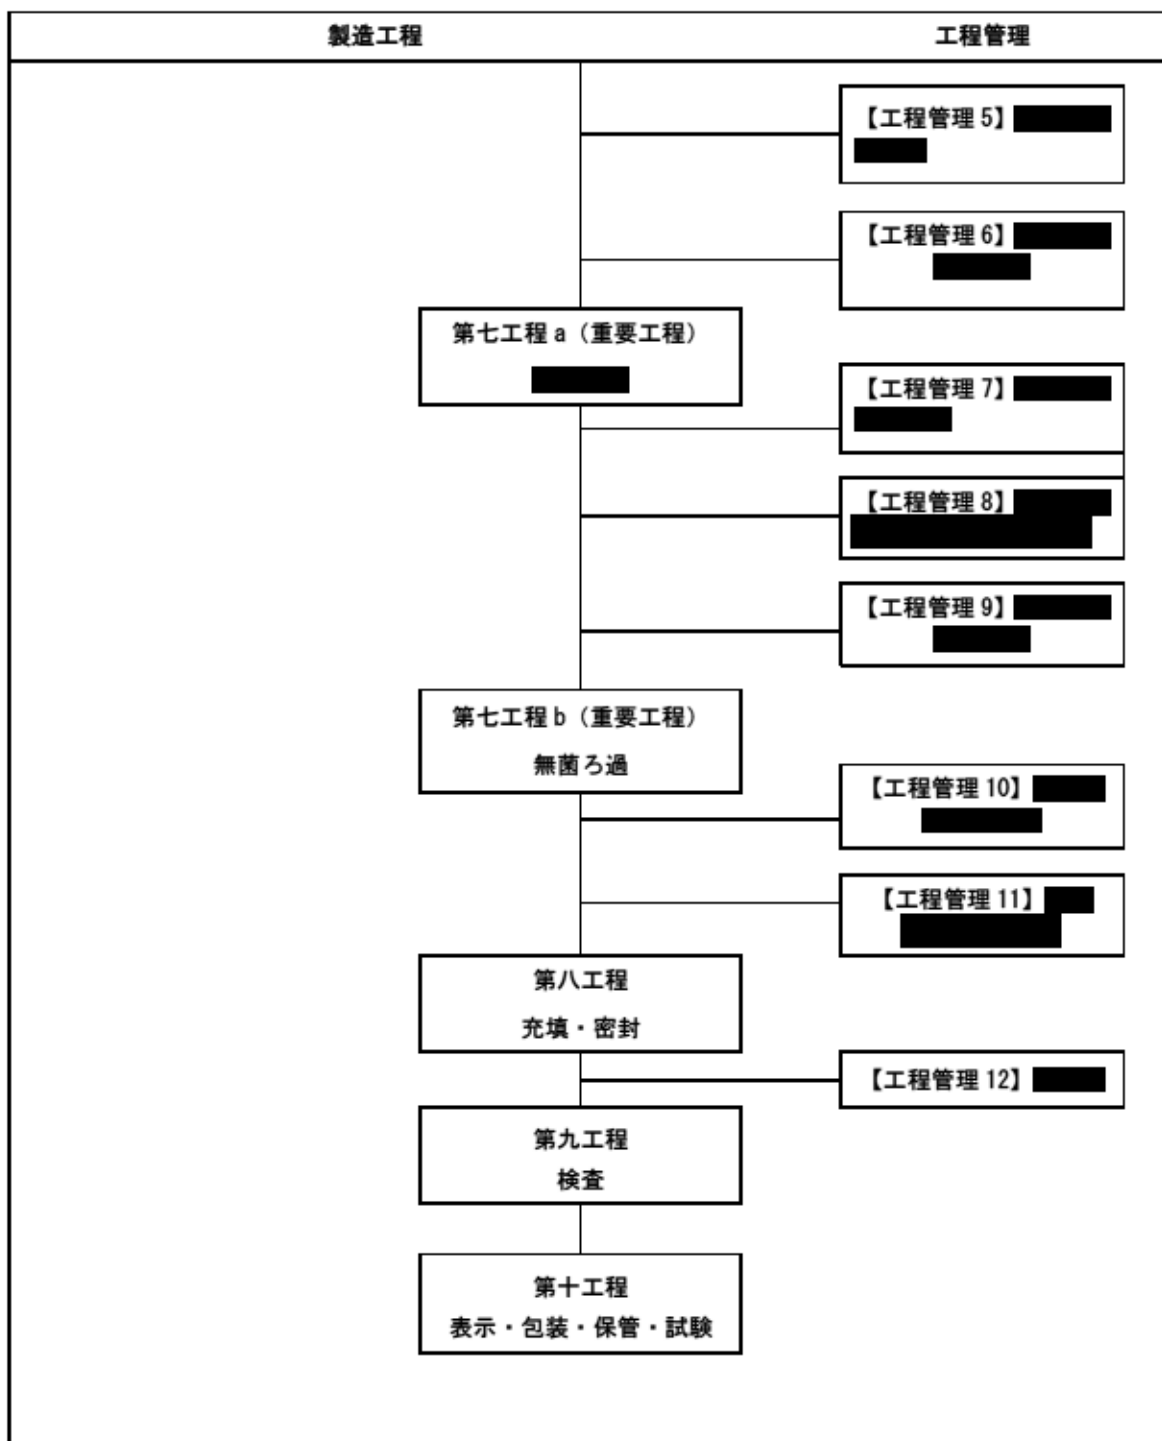 製造工程
工程管理
【工程管理 5】
【工程管理 6】
第七工程 a（重要工程）
【工程管理 7】
【工程管理 8】
【工程管理 9】
第七工程 b（重要工程）
無菌ろ過
【工程管理 10】
【工程管理 11】
第八工程
充填・密封
【工程管理 12】
第九工程
検査
第十工程
表示・包装・保管・試験